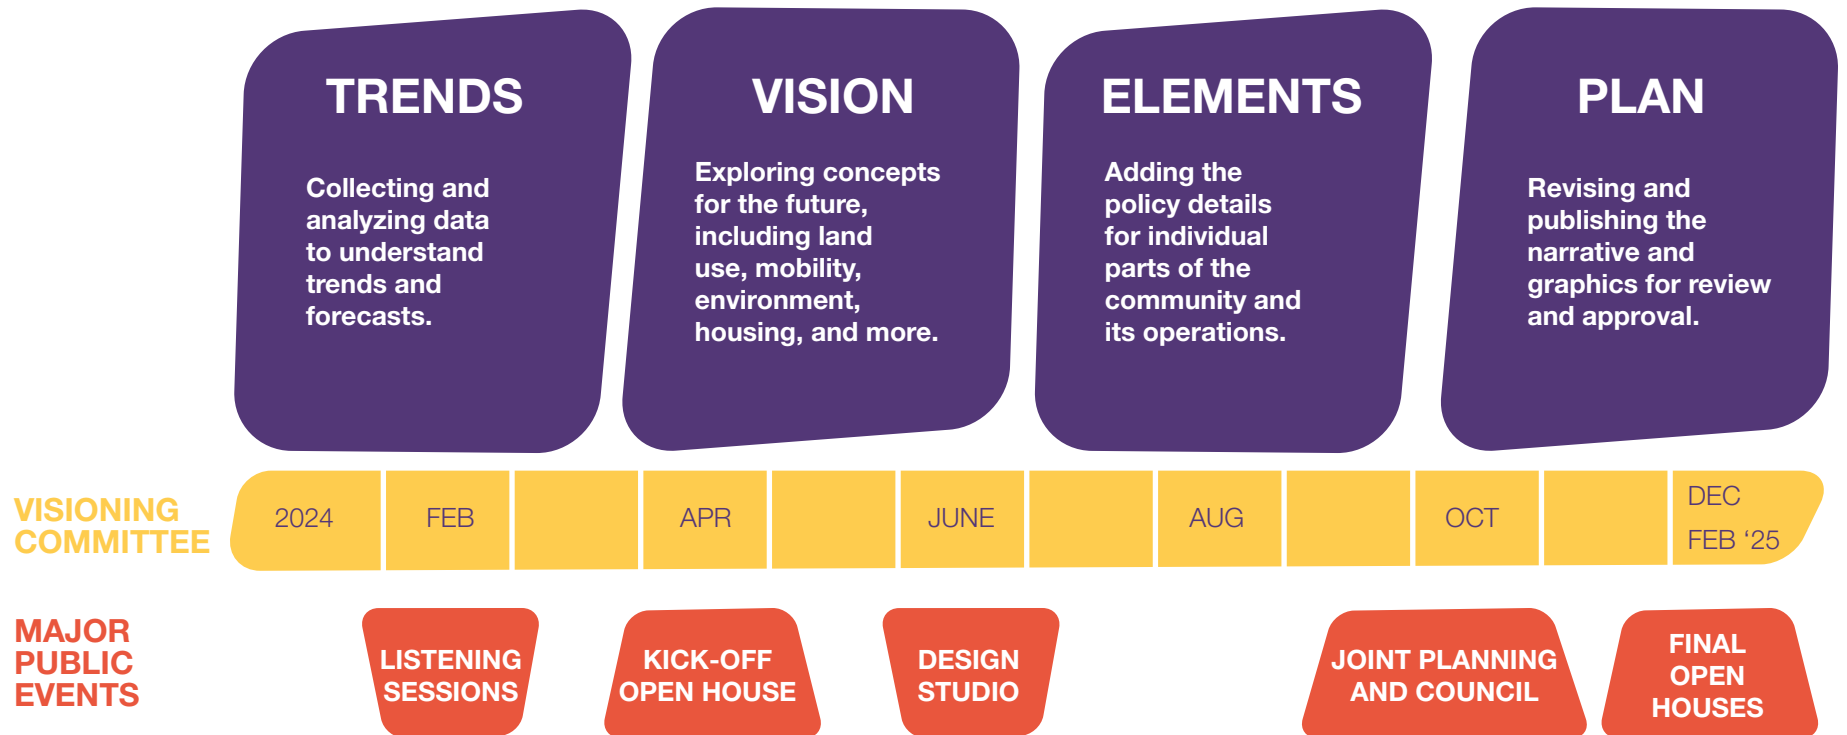 TRENDS
Collecting and
analyzing data
to understand
trends and
forecasts.
VISION
Exploring concepts
for the future,
including land
use, mobility,
environment,
housing, and more.
ELEMENTS
Adding the
policy details
for individual
parts of the
community and
its operations.
PLAN
Revising and
publishing the
narrative and
graphics for review
and approval.
VISIONING
COMMITTEE
2024
FEB
APR
JUNE
AUG
OCT
DEC
FEB ‘25
MAJOR
PUBLIC
EVENTS
LISTENING
SESSIONS
KICK-OFF
OPEN HOUSE
DESIGN
STUDIO
JOINT PLANNING
AND COUNCIL
FINAL
OPEN
HOUSES